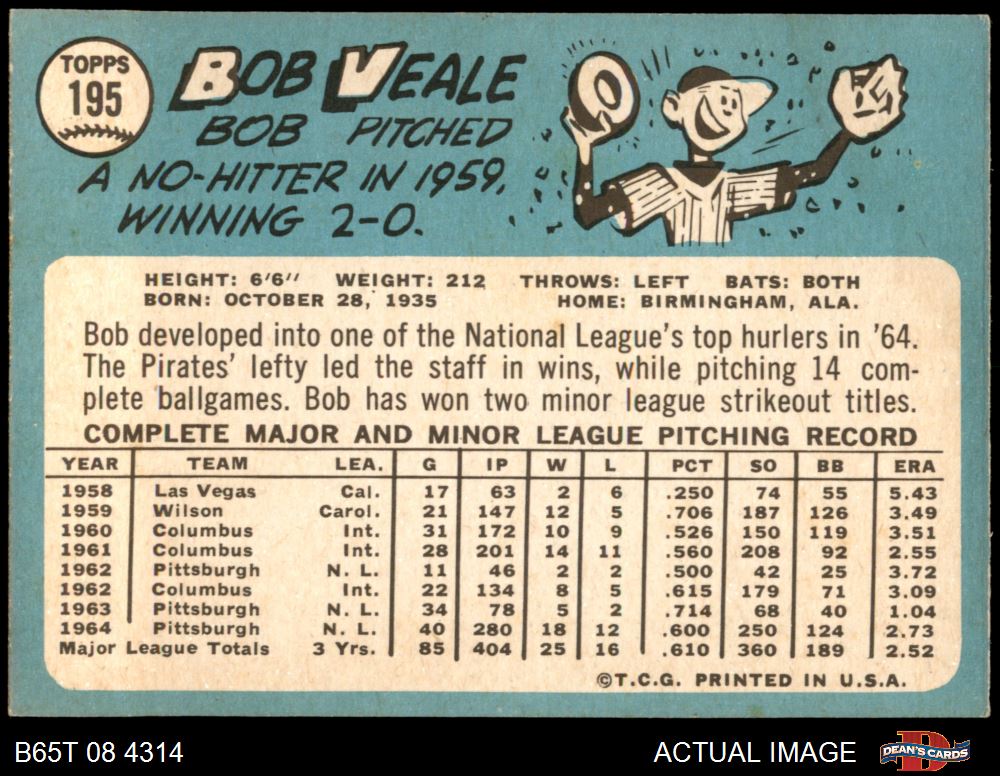 TOPPS
195
BOB VEALE
BOB PITCHED
A NO-HITTER IN 1959,
WINNING 2-0.
HEIGHT: 6'6" WEIGHT: 212 THROWS: LEFT BATS: BOTH
BORN: OCTOBER 28, 1935 HOME: BIRMINGHAM, ALA.
Bob developed into one of the National League's top hurlers in '64.
The Pirates' lefty led the staff in wins, while pitching 14 com-
plete ballgames. Bob has won two minor league strikeout titles.
COMPLETE MAJOR AND MINOR LEAGUE PITCHING RECORD
YEAR TEAM LEA. G IP W L PCT SO BB ERA
1958 Las Vegas Cal. 17 63 2 6 .250 74 55 5.43
1959 Wilson Carol. 21 147 12 5 .706 187 126 3.49
1960 Columbus Int. 31 172 10 9 .526 150 119 3.51
1961 Columbus Int. 28 201 14 11 .560 208 92 2.55
1962 Pittsburgh N. L. 11 46 2 2 .500 42 25 3.72
1962 Columbus Int. 22 134 8 5 .615 179 71 3.09
1963 Pittsburgh N. L. 34 78 5 2 .714 68 40 1.04
1964 Pittsburgh N. L. 40 280 18 12 .600 250 124 2.73
Major League Totals 3 Yrs. 85 404 25 16 .610 360 189 2.52
©T.C.G. PRINTED IN U.S.A.
B65T 08 4314 ACTUAL IMAGE DEAN'S CARDS